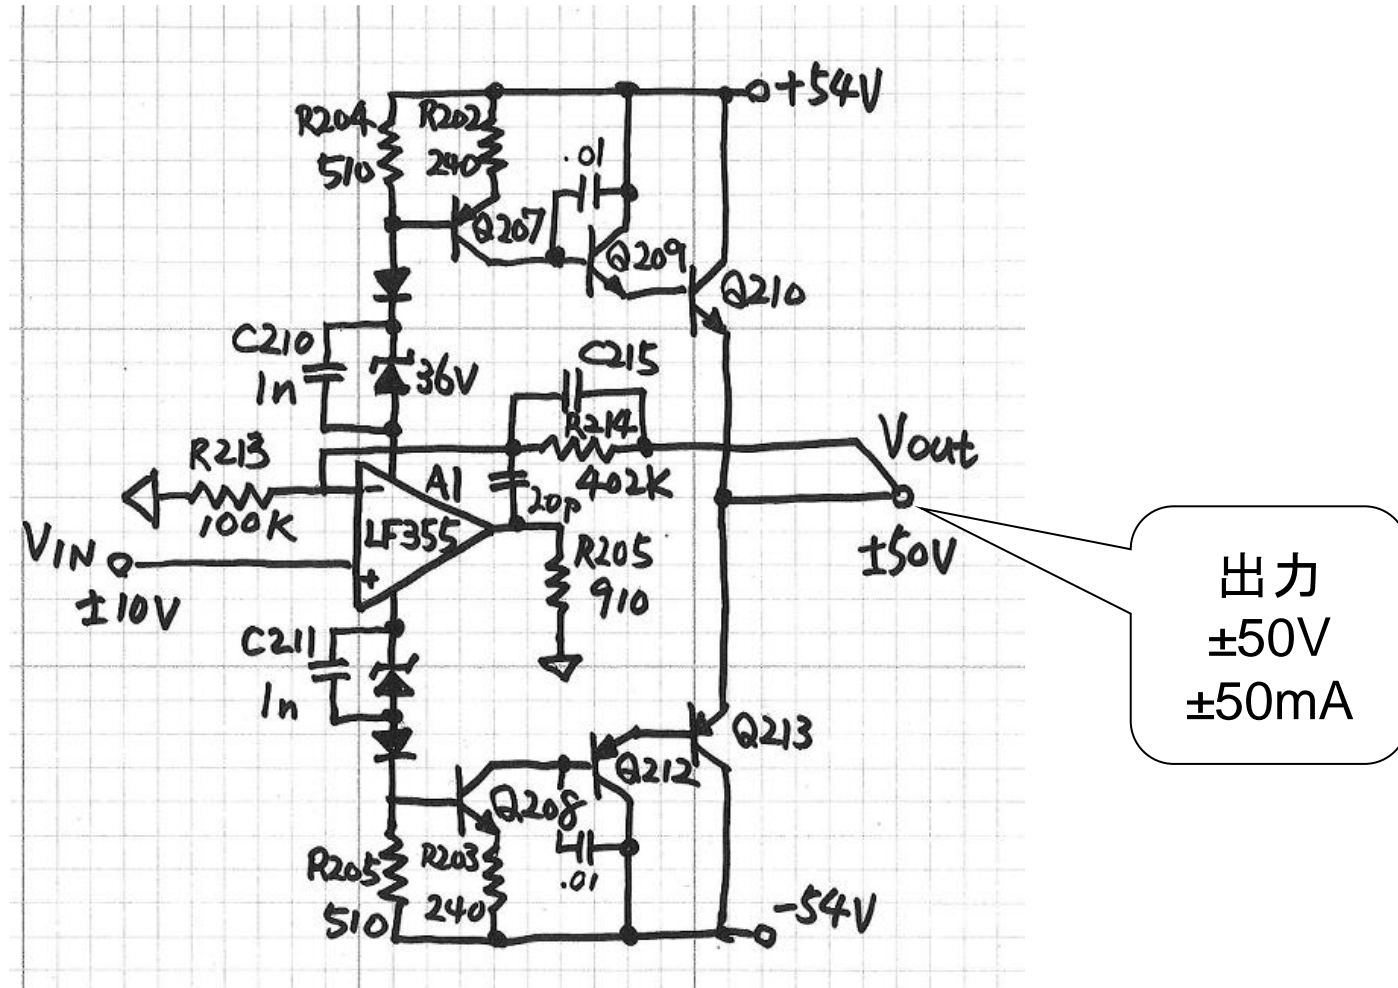 +54V
R204
510
R202
240
.01
Q207
Q209
Q210
C210
1n
36V
C215
R214
402K
R213
100K
A1
LF355
-
+
20p
VIN
±10V
R205
910
Vout
±50V
出力
±50V
±50mA
C211
1n
Q213
Q212
Q208
R205
510
R203
240
.01
-54V